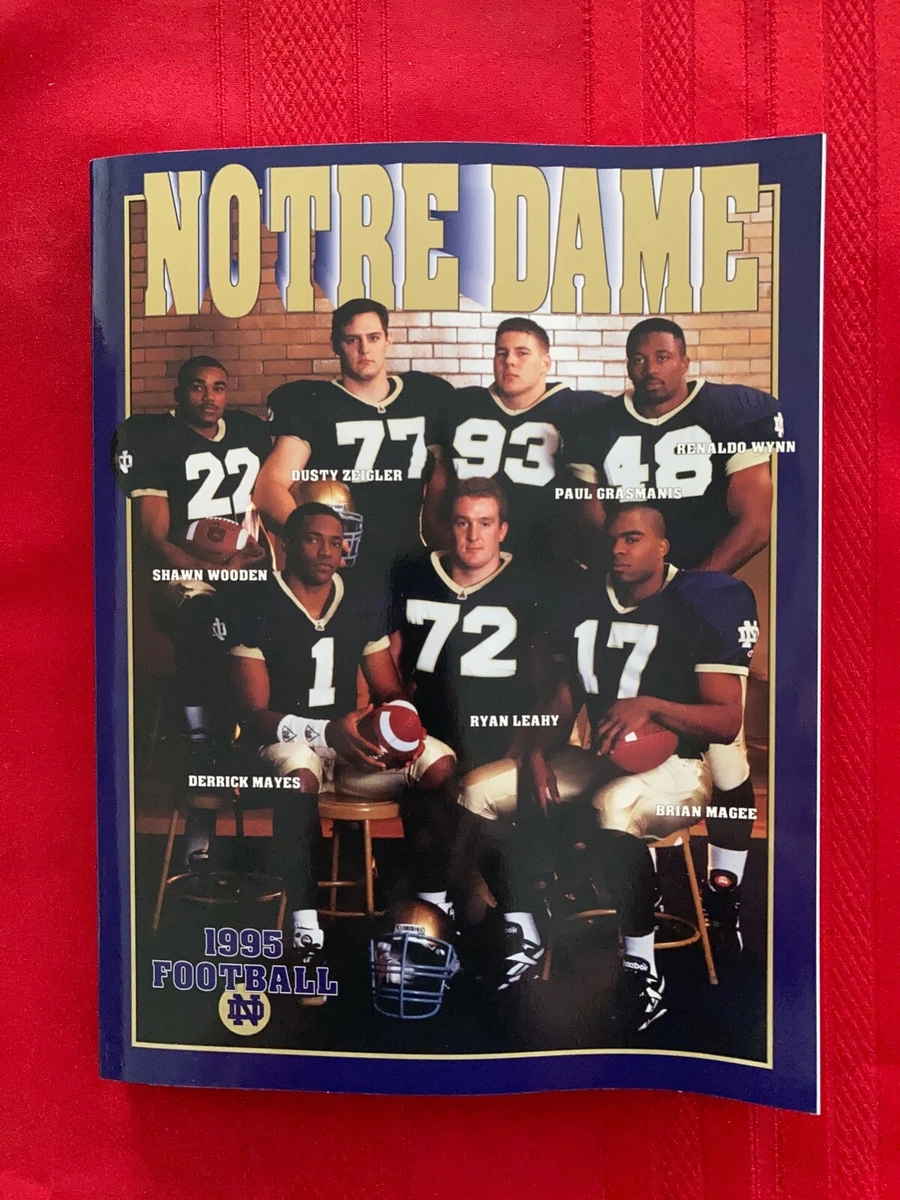 NOTRE DAME
77
93
48
RENALDO WYNN
22
DUSTY ZEIGLER
PAUL GRASMANIS
SHAWN WOODEN
1
72
17
RYAN LEAHY
DERRICK MAYES
BRIAN MAGEE
1995
FOOTBALL
ND
Reebok